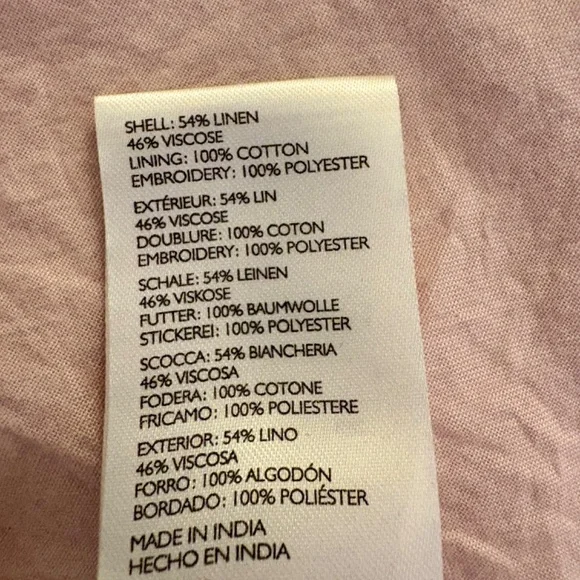 SHELL: 54% LINEN
46% VISCOSE
LINING: 100% COTTON
EMBROIDERY: 100% POLYESTER
EXTÉRIEUR: 54% LIN
46% VISCOSE
DOUBLURE: 100% COTON
EMBROIDERY: 100% POLYESTER
SCHALE: 54% LEINEN
46% VISKOSE
FUTTER: 100% BAUMWOLLE
STICKEREI: 100% POLYESTER
SCOCCA: 54% BIANCHERIA
46% VISCOSA
FODERA: 100% COTONE
FRICAMO: 100% POLIESTERE
EXTERIOR: 54% LINO
46% VISCOSA
FORRO: 100% ALGODÓN
BORDADO: 100% POLIÉSTER
MADE IN INDIA
HECHO EN INDIA